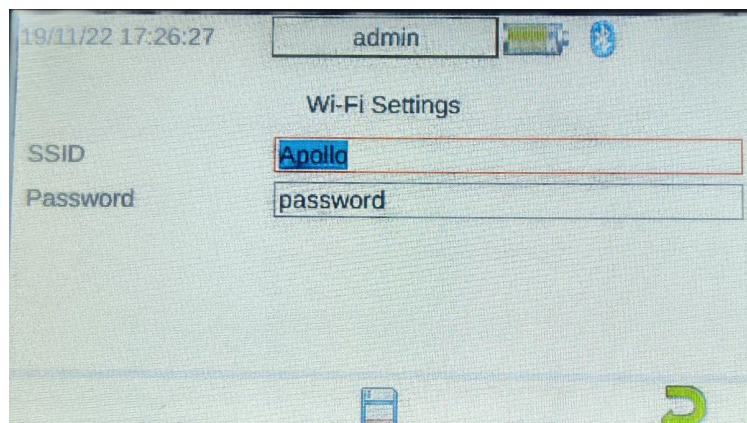 19/11/22 17:26:27 admin
Wi-Fi Settings
SSID Apollo
Password password